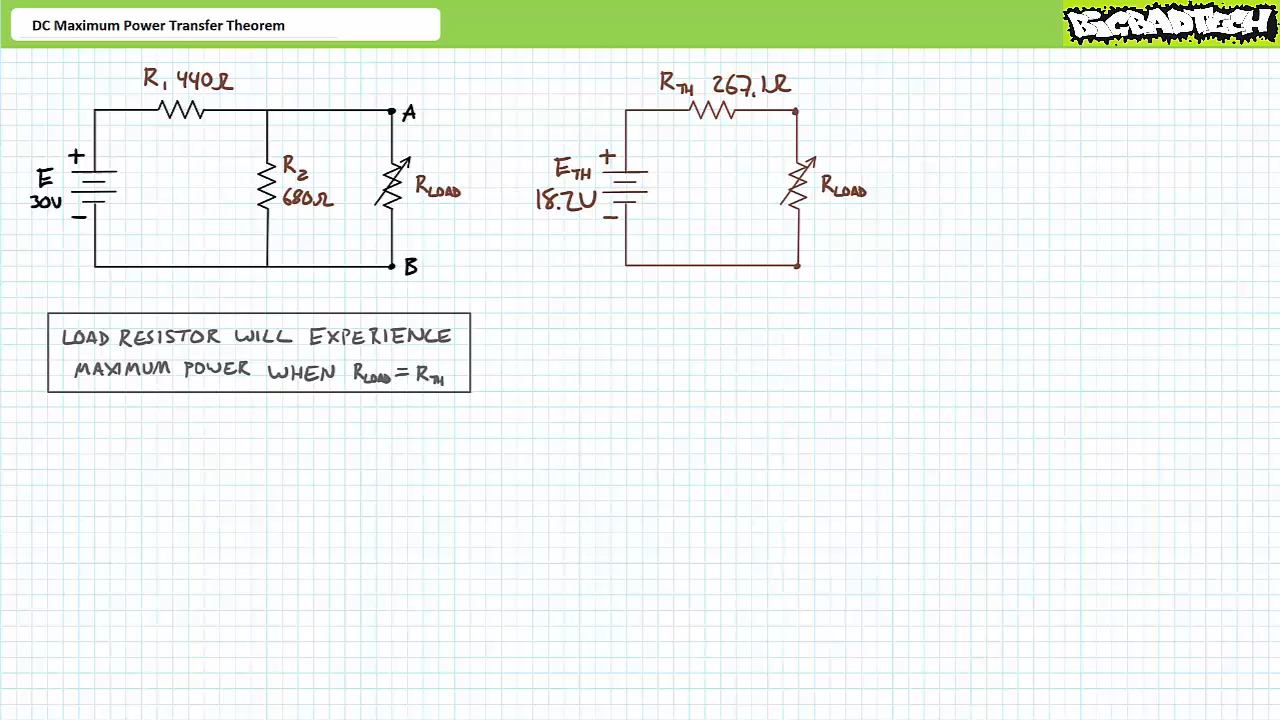 DC Maximum Power Transfer Theorem
BIGBADTECH
R1 440Ω
A
+
E
30V
-
R2
680Ω
RLOAD
B
RTH 267.1Ω
+
ETH
18.2V
-
RLOAD
LOAD RESISTOR WILL EXPERIENCE
MAXIMUM POWER WHEN RLOAD = RTH